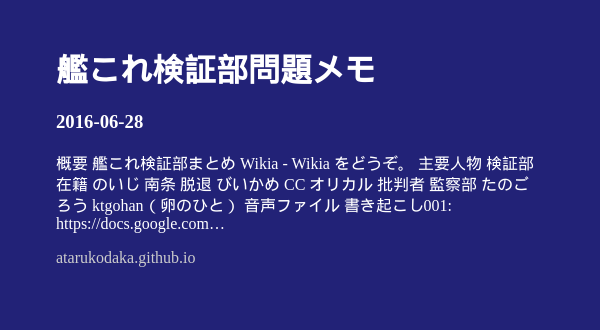 艦これ検証部問題メモ
2016-06-28
概要 艦これ検証部まとめ Wikia - Wikia をどうぞ。 主要人物 検証部
在籍 のいじ 南条 脱退 びいかめ CC オリカル 批判者 監察部 たのご
ろう ktgohan（卵のひと） 音声ファイル 書き起こし001:
https://docs.google.com…
atarukodaka.github.io